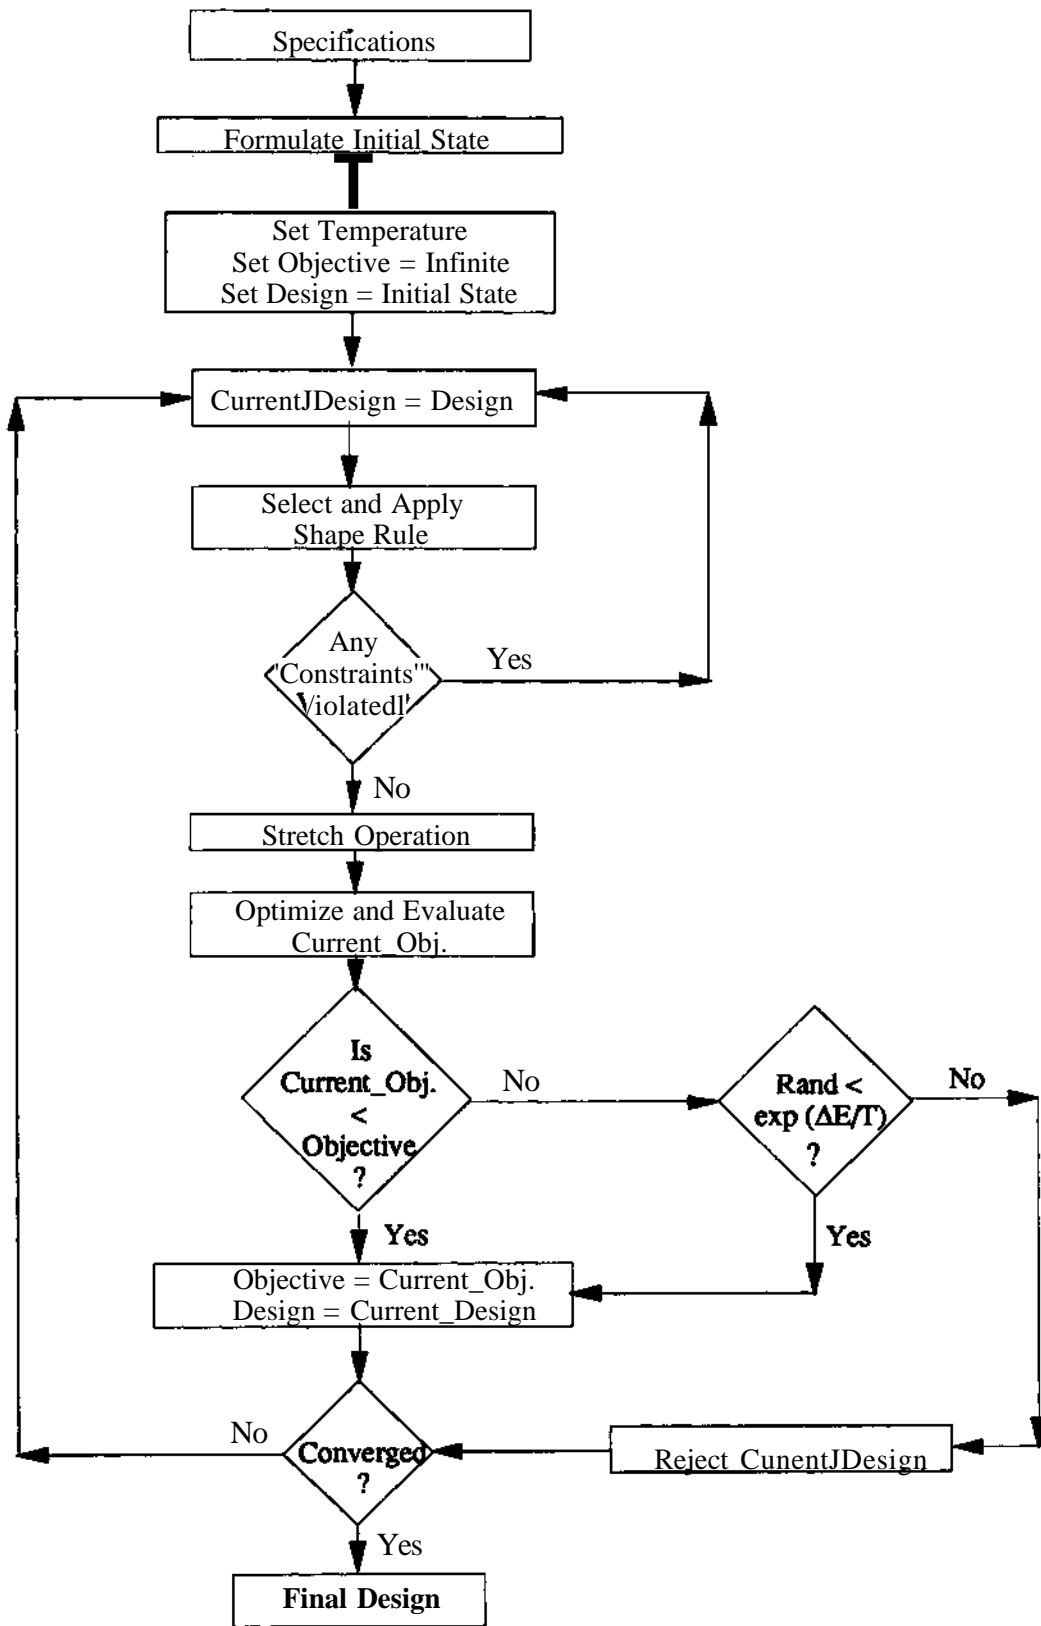 Specifications
Formulate Initial State
Set Temperature
Set Objective = Infinite
Set Design = Initial State
CurrentJDesign = Design
Select and Apply
Shape Rule
Any
"Constraints'"
Violatedl'
Yes
No
Stretch Operation
Optimize and Evaluate
Current_Obj.
Is
Current_Obj.
<
Objective
?
No
Rand <
exp (ΔE/T)
?
No
Yes
Yes
Objective = Current_Obj.
Design = Current_Design
No
Converged
?
Reject CunentJDesign
Yes
Final Design